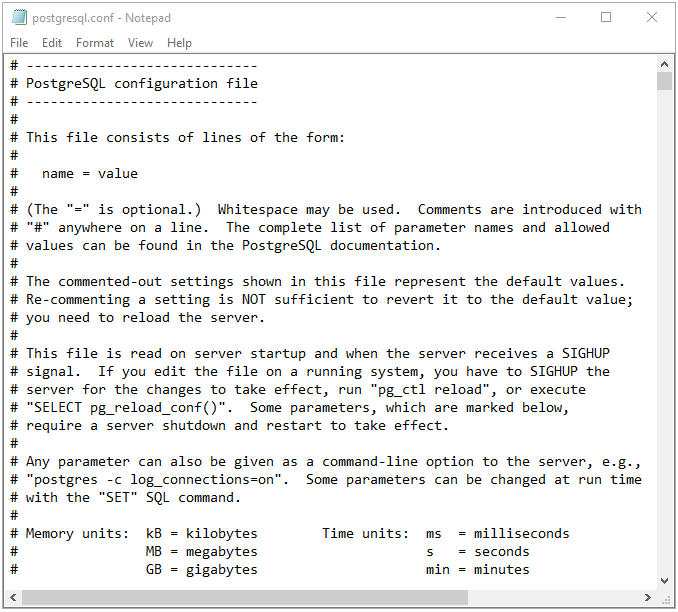 postgresql.conf - Notepad
File Edit Format View Help
# -----------------------------
# PostgreSQL configuration file
# -----------------------------
#
# This file consists of lines of the form:
#
#   name = value
#
# (The "=" is optional.)  Whitespace may be used.  Comments are introduced with
# "#" anywhere on a line.  The complete list of parameter names and allowed
# values can be found in the PostgreSQL documentation.
#
# The commented-out settings shown in this file represent the default values.
# Re-commenting a setting is NOT sufficient to revert it to the default value;
# you need to reload the server.
#
# This file is read on server startup and when the server receives a SIGHUP
# signal.  If you edit the file on a running system, you have to SIGHUP the
# server for the changes to take effect, run "pg_ctl reload", or execute
# "SELECT pg_reload_conf()".  Some parameters, which are marked below,
# require a server shutdown and restart to take effect.
#
# Any parameter can also be given as a command-line option to the server, e.g.,
# "postgres -c log_connections=on".  Some parameters can be changed at run time
# with the "SET" SQL command.
#
# Memory units:  kB = kilobytes        Time units:  ms  = milliseconds
#                MB = megabytes                     s   = seconds
#                GB = gigabytes                     min = minutes